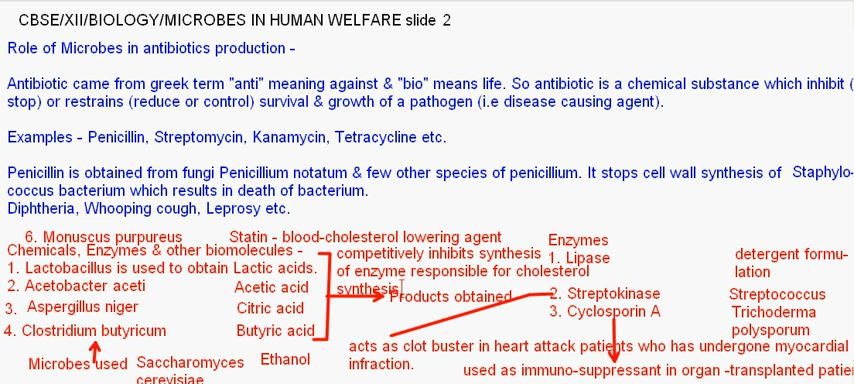 CBSE/XII/BIOLOGY/MICROBES IN HUMAN WELFARE slide 2
Role of Microbes in antibiotics production -
Antibiotic came from greek term "anti" meaning against & "bio" means life. So antibiotic is a chemical substance which inhibit (
stop) or restrains (reduce or control) survival & growth of a pathogen (i.e disease causing agent).
Examples - Penicillin, Streptomycin, Kanamycin, Tetracycline etc.
Penicillin is obtained from fungi Penicillium notatum & few other species of penicillium. It stops cell wall synthesis of Staphylo-
coccus bacterium which results in death of bacterium.
Diphtheria, Whooping cough, Leprosy etc.
6. Monuscus purpureus Statin - blood-cholesterol lowering agent
Chemicals, Enzymes & other biomolecules -
1. Lactobacillus is used to obtain Lactic acids.
2. Acetobacter aceti Acetic acid
3. Aspergillus niger Citric acid
4. Clostridium butyricum Butyric acid
Microbes used Saccharomyces Ethanol
cerevisiae
competitively inhibits synthesis
of enzyme responsible for cholesterol
synthesis
Products obtained
Enzymes
1. Lipase detergent formu-
lation
2. Streptokinase Streptococcus
3. Cyclosporin A Trichoderma
polysporum
acts as clot buster in heart attack patients who has undergone myocardial
infraction.
used as immuno-suppressant in organ -transplanted patie